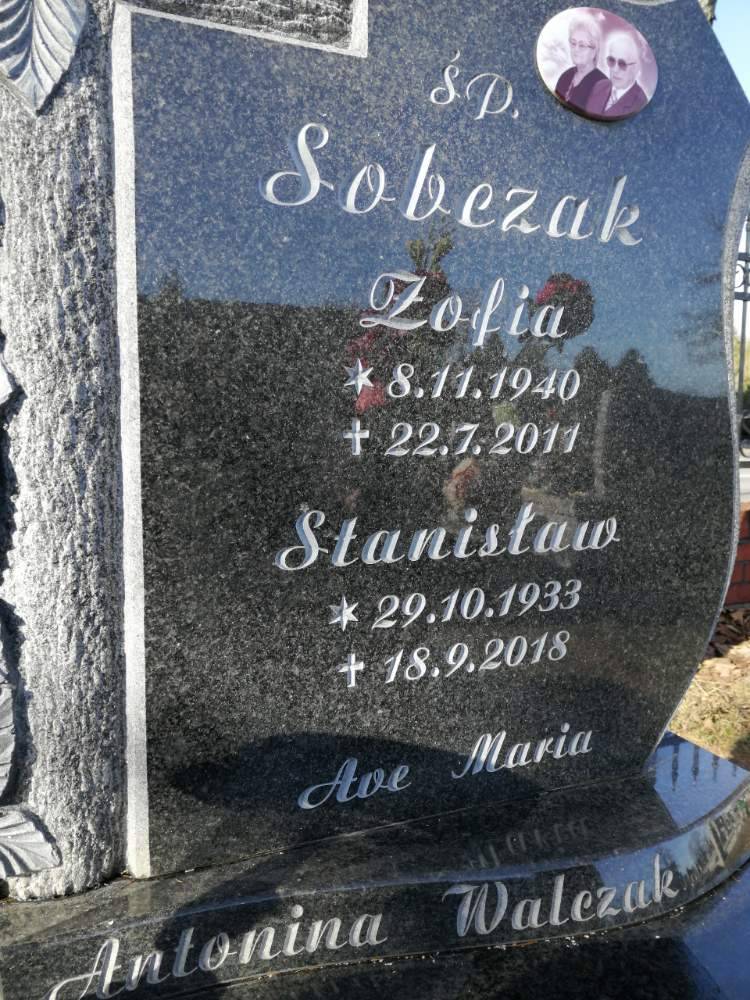 Ś.P.
Sobczak
Zofia
* 8.11.1940
✝ 22.7.2011
Stanisław
* 29.10.1933
✝ 18.9.2018
Ave Maria
Antonina Walczak